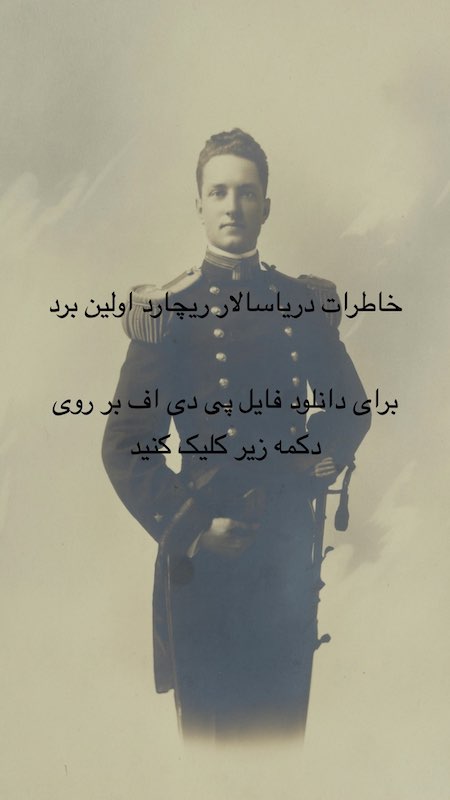 خاطرات دریاسالار ریچارد اولین برد
برای دانلود فایل پی دی اف بر روی
دکمه زیر کلیک کنید